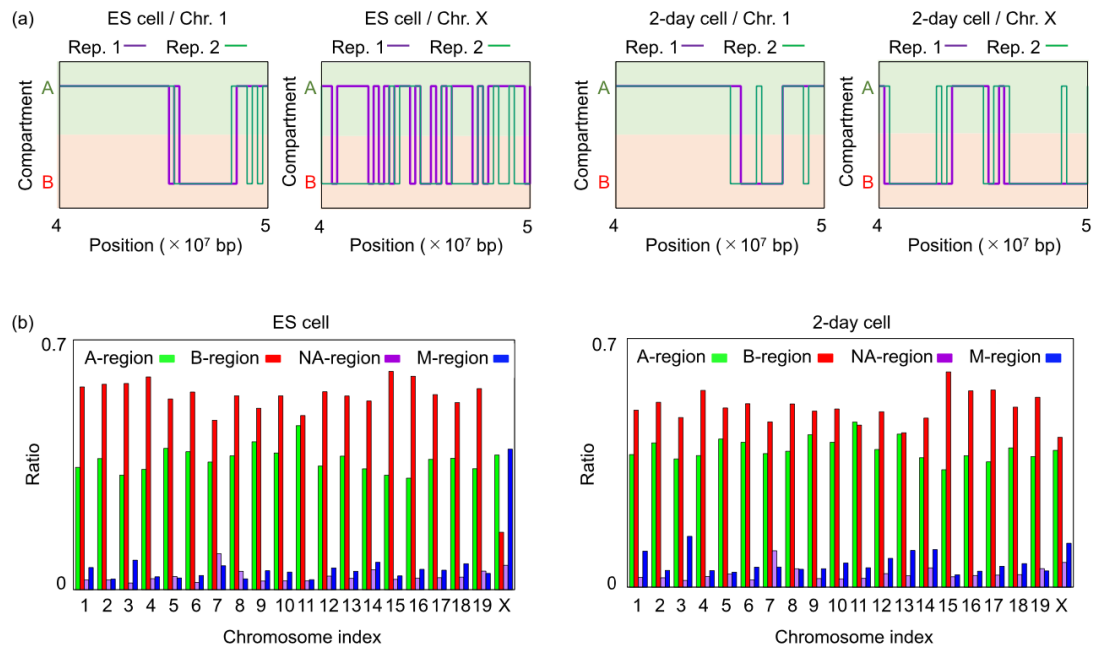 (a)
ES cell / Chr. 1
Rep. 1 Rep. 2
Compartment
A
B
4 5
Position ( × 10⁷ bp)
ES cell / Chr. X
Rep. 1 Rep. 2
Compartment
A
B
4 5
Position ( × 10⁷ bp)
2-day cell / Chr. 1
Rep. 1 Rep. 2
Compartment
A
B
4 5
Position ( × 10⁷ bp)
2-day cell / Chr. X
Rep. 1 Rep. 2
Compartment
A
B
4 5
Position ( × 10⁷ bp)
(b)
ES cell
0.7
A-region B-region NA-region M-region
Ratio
0
1 2 3 4 5 6 7 8 9 10 11 12 13 14 15 16 17 18 19 X
Chromosome index
2-day cell
0.7
A-region B-region NA-region M-region
Ratio
0
1 2 3 4 5 6 7 8 9 10 11 12 13 14 15 16 17 18 19 X
Chromosome index